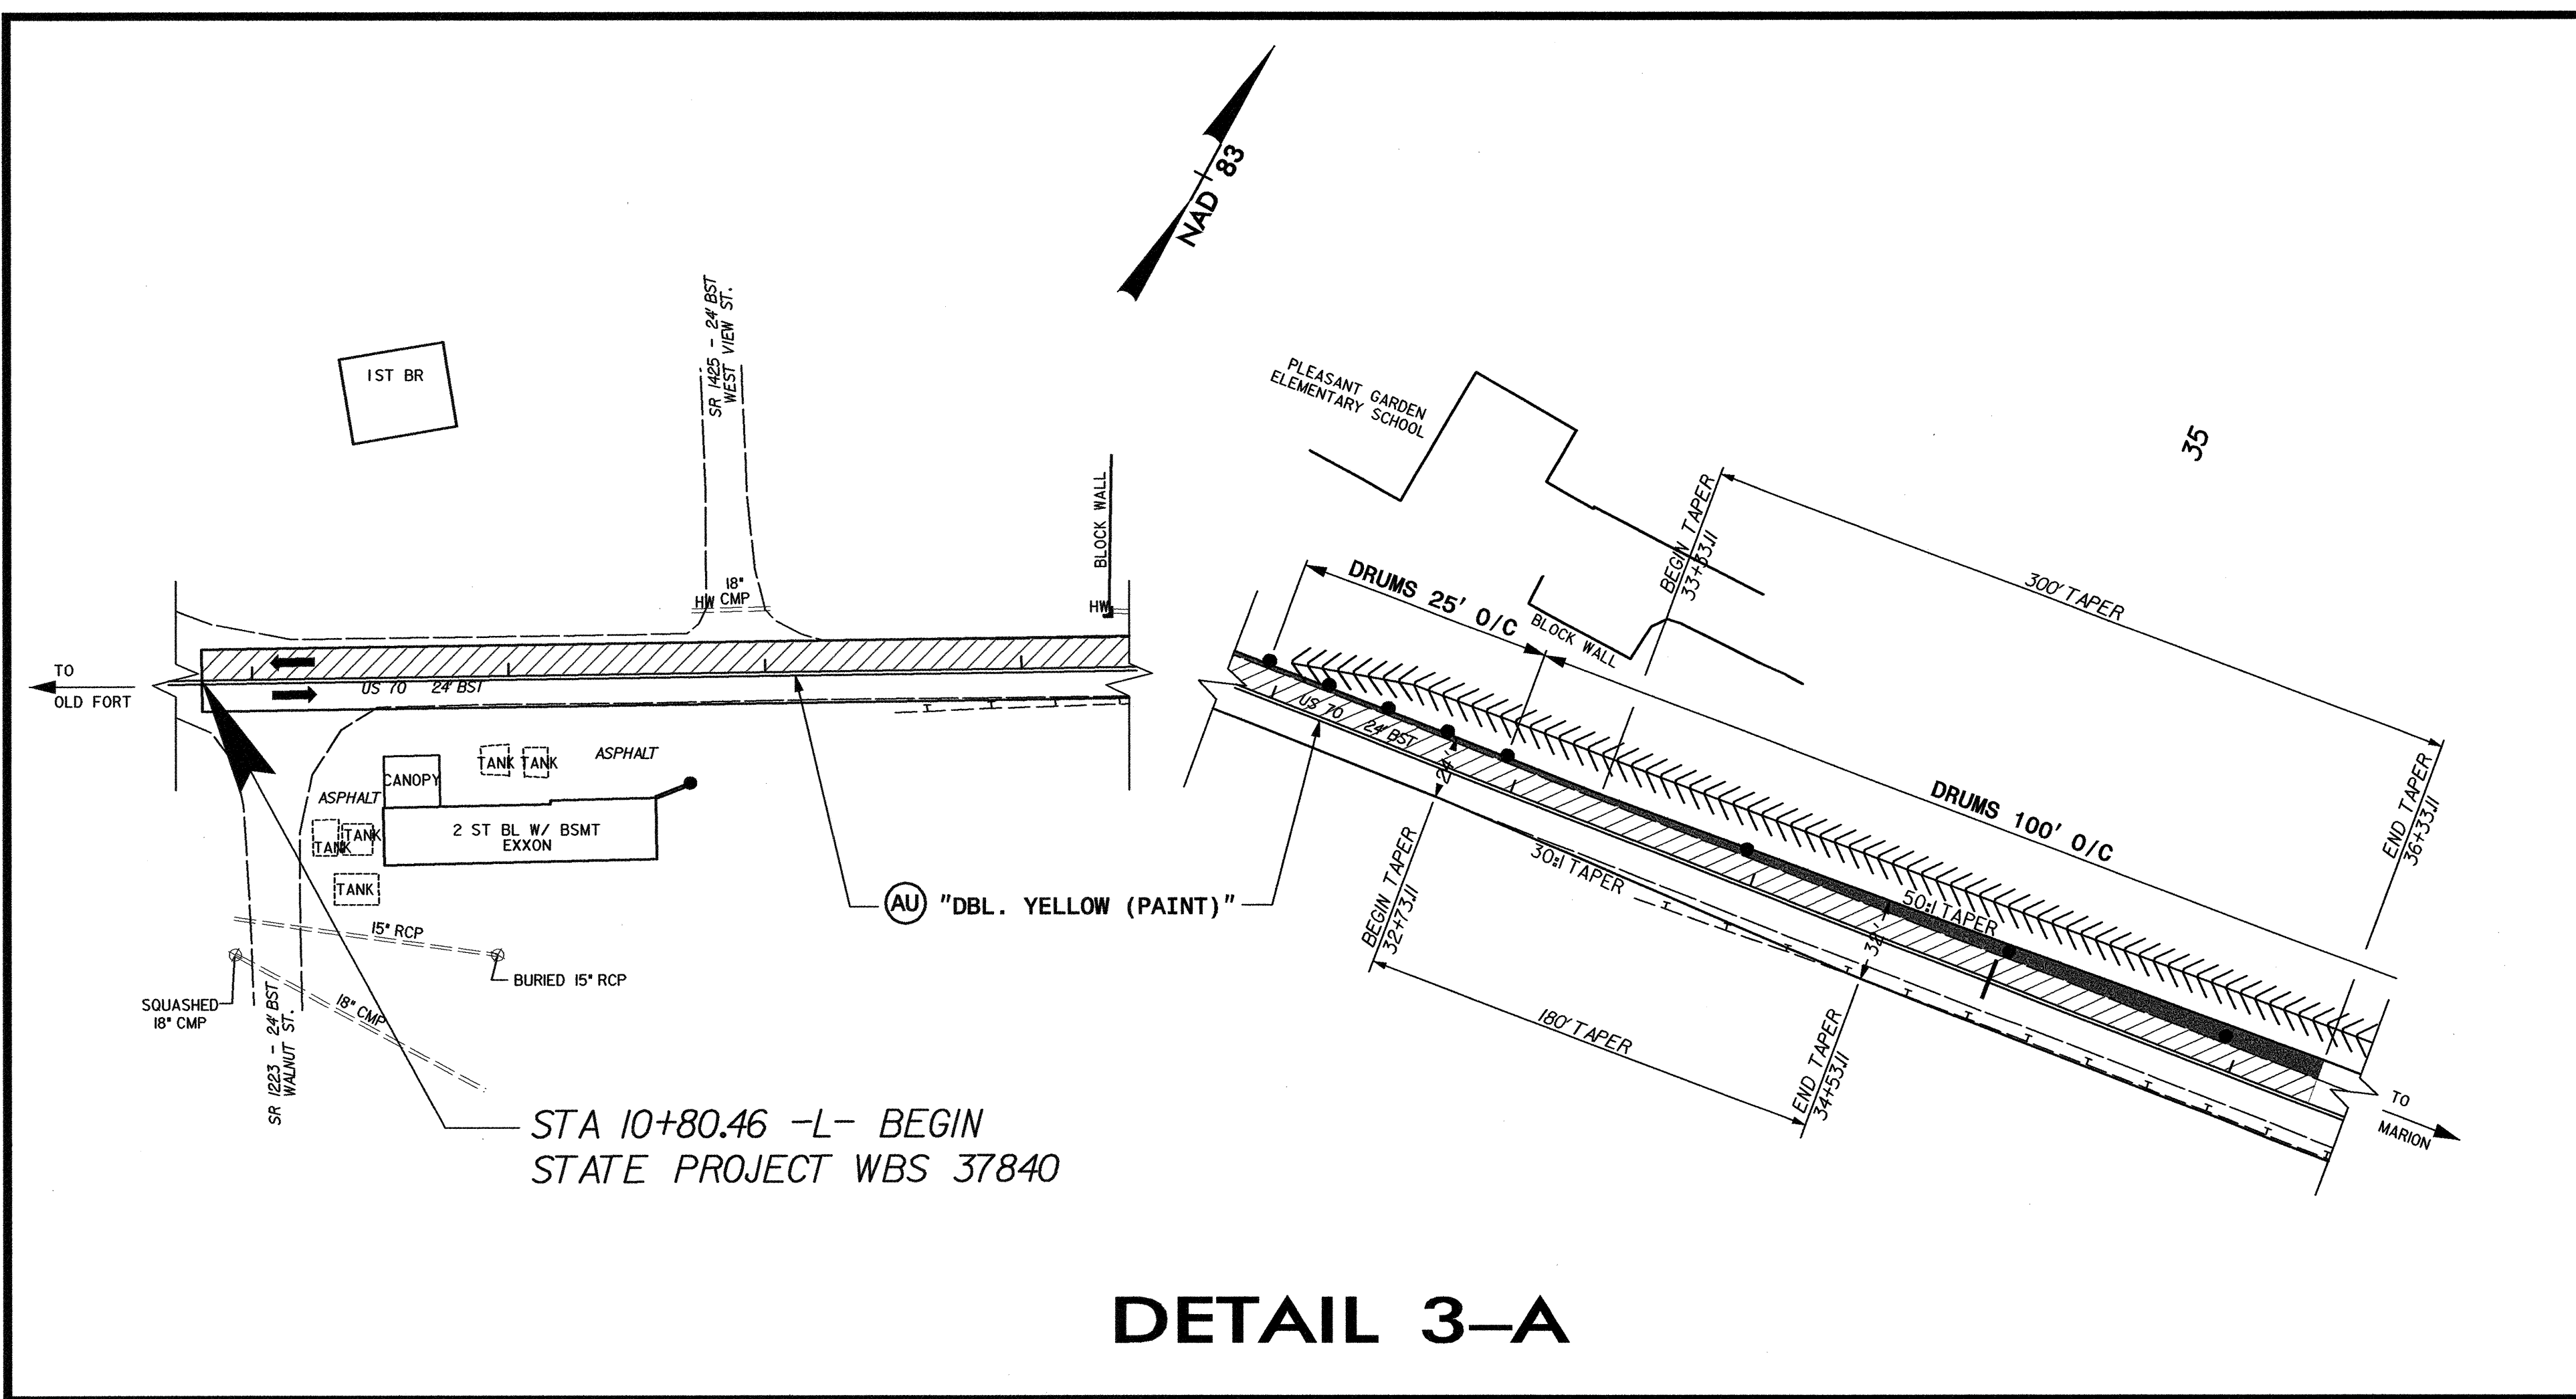 NAD 83
1ST BR
SR 1425 - 24' BST
WEST VIEW ST.
BLOCK WALL
18"
CMP
HW
HW
TO
OLD FORT
US 70 24' BST
CANOPY
TANK
TANK
ASPHALT
ASPHALT
TANK
TANK
2 ST BL W/ BSMT
EXXON
TANK
15" RCP
BURIED 15" RCP
SQUASHED
18" CMP
18" CMP
SR 1223 - 24' BST
WALNUT ST.
STA 10+80.46 -L- BEGIN
STATE PROJECT WBS 37840
AU "DBL. YELLOW (PAINT)"
PLEASANT GARDEN
ELEMENTARY SCHOOL
35
BEGIN TAPER
33+33.11
300' TAPER
DRUMS 25' O/C
BLOCK WALL
US 70 24' BST
24'
DRUMS 100' O/C
END TAPER
36+33.11
30:1 TAPER
50:1 TAPER
32'
BEGIN TAPER
32+73.11
180' TAPER
END TAPER
34+53.11
TO
MARION
DETAIL 3-A